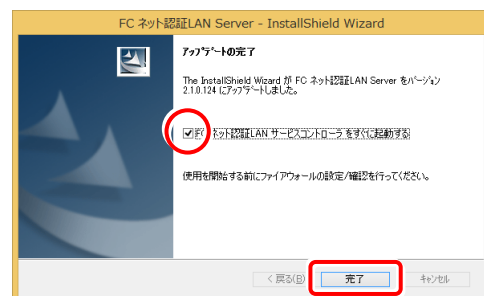 FC ネット認証LAN Server - InstallShield Wizard
アップデートの完了
The InstallShield Wizard が FC ネット認証LAN Server をバージョン
2.1.0.124 にアップデートしました。
FC ネット認証LAN サービスコントローラ をすぐに起動する
使用を開始する前にファイアウォールの設定/確認を行ってください。
< 戻る(B)
完了
キャンセル